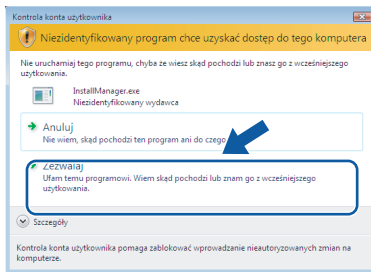 Kontrola konta użytkownika
Niezidentyfikowany program chce uzyskać dostęp do tego komputera
Nie uruchamiaj tego programu, chyba że wiesz skąd pochodzi lub znasz go z wcześniejszego
użytkowania.
InstallManager.exe
Niezidentyfikowany wydawca
Anuluj
Nie wiem, skąd pochodzi ten program ani do czego
Zezwalaj
Ufam temu programowi. Wiem skąd pochodzi lub znam go z wcześniejszego
użytkowania.
Szczegóły
Kontrola konta użytkownika pomaga zablokować wprowadzanie nieautoryzowanych zmian na
komputerze.